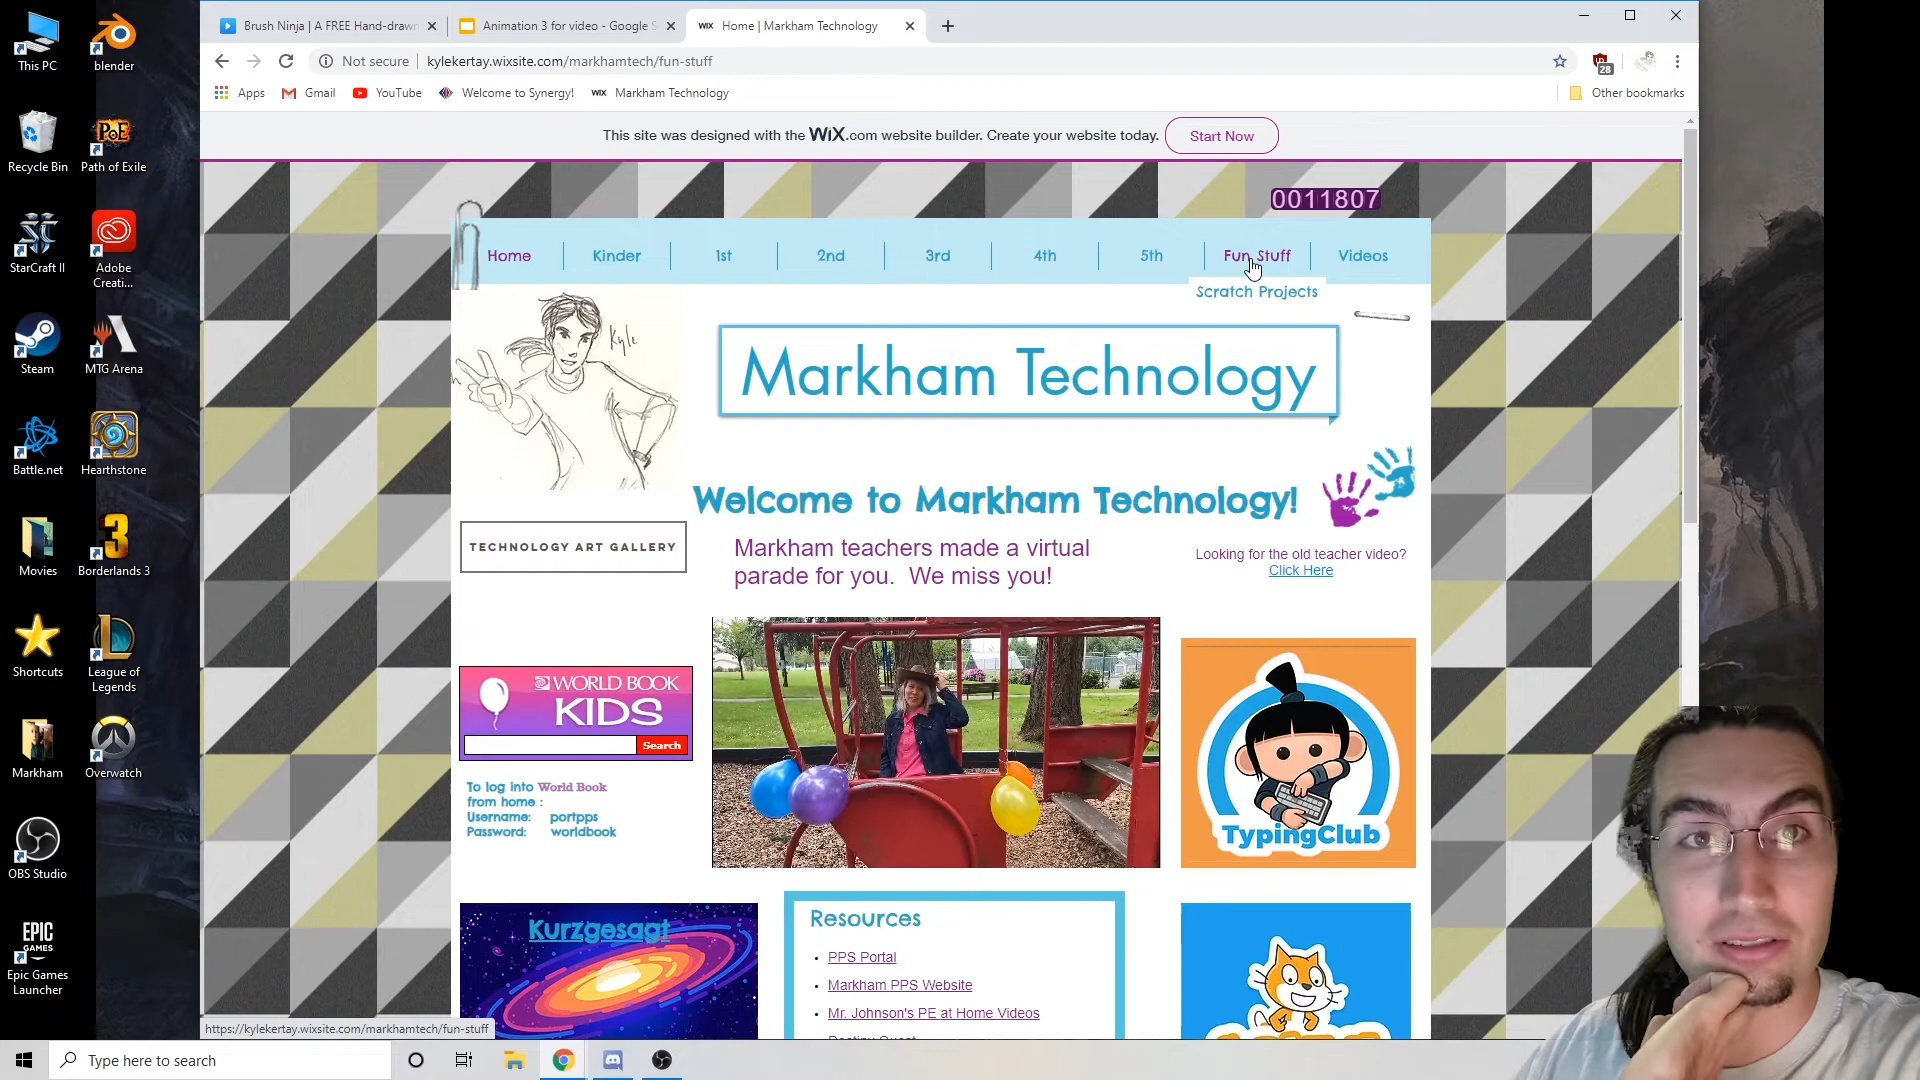 This PC
blender
Recycle Bin
Path of Exile
StarCraft II
Adobe
Creati...
Steam
MTG Arena
Battle.net
Hearthstone
Movies
Borderlands 3
Shortcuts
League of
Legends
Markham
Overwatch
OBS Studio
EPIC
GAMES
Epic Games
Launcher
Brush Ninja | A FREE Hand-drawn
Animation 3 for video - Google S
WiX
Home | Markham Technology
Not secure
kylekertay.wixsite.com/markhamtech/fun-stuff
28
Apps
Gmail
YouTube
Welcome to Synergy!
WiX
Markham Technology
Other bookmarks
This site was designed with the WiX.com website builder. Create your website today.
Start Now
0011807
Home
Kinder
1st
2nd
3rd
4th
5th
Fun Stuff
Videos
Scratch Projects
Kyle
Markham Technology
Welcome to Markham Technology!
TECHNOLOGY ART GALLERY
Markham teachers made a virtual
parade for you. We miss you!
Looking for the old teacher video?
Click Here
WORLD BOOK
KIDS
Search
To log into World Book
from home :
Username: portpps
Password: worldbook
TypingClub
Kurzgesagt
Resources
• PPS Portal
• Markham PPS Website
• Mr. Johnson's PE at Home Videos
https://kylekertay.wixsite.com/markhamtech/fun-stuff
Type here to search